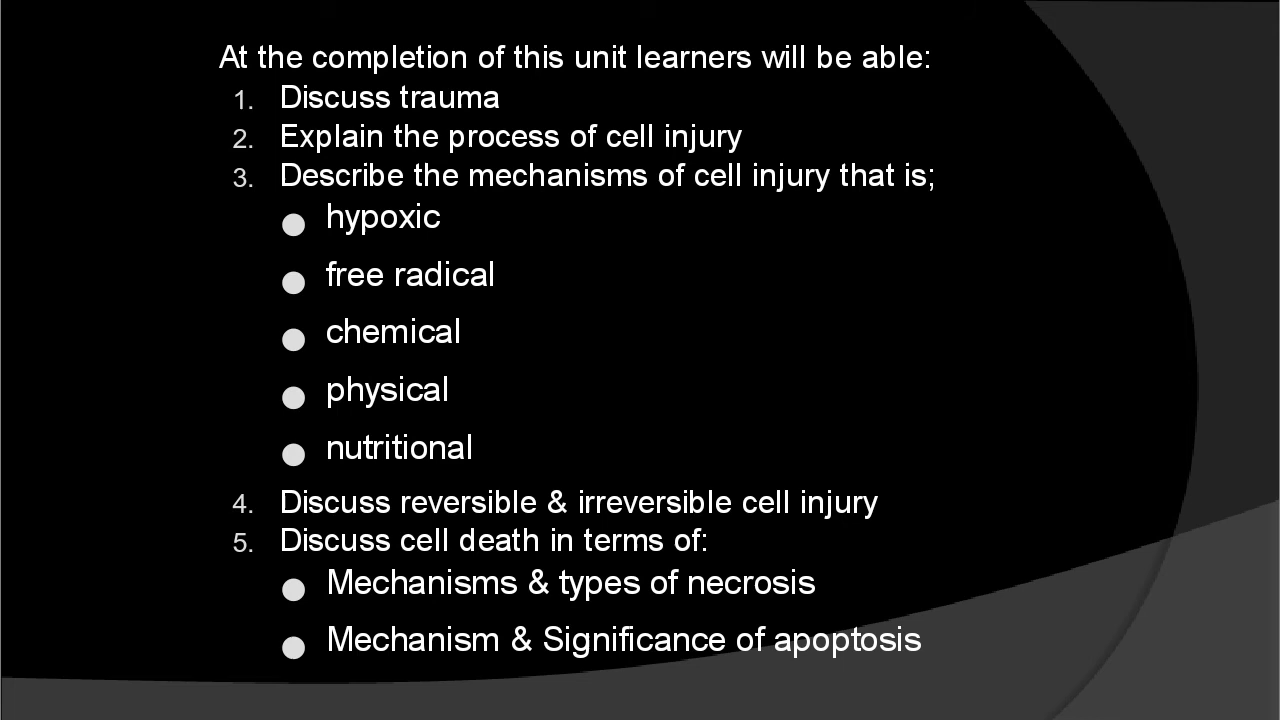 At the completion of this unit learners will be able:
1. Discuss trauma
2. Explain the process of cell injury
3. Describe the mechanisms of cell injury that is;
● hypoxic
● free radical
● chemical
● physical
● nutritional
4. Discuss reversible & irreversible cell injury
5. Discuss cell death in terms of:
● Mechanisms & types of necrosis
● Mechanism & Significance of apoptosis